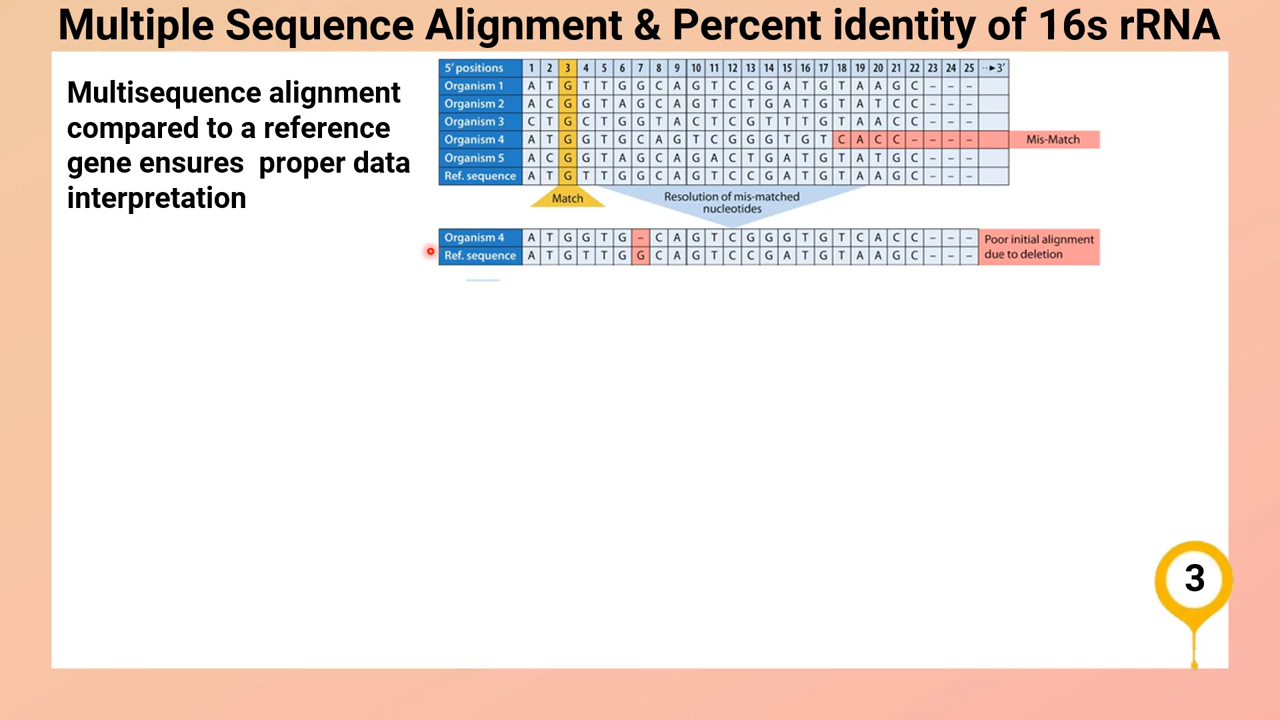 Multiple Sequence Alignment & Percent identity of 16s rRNA
Multisequence alignment
compared to a reference
gene ensures proper data
interpretation
5' positions 1 2 3 4 5 6 7 8 9 10 11 12 13 14 15 16 17 18 19 20 21 22 23 24 25 --►3'
Organism 1 A T G T T G G C A G T C C G A T G T A A G C – – –
Organism 2 A C G G T A G C A G T C T G A T G T A T C C – – –
Organism 3 C T G C T G G T A C T C G T T T G T A A C C – – –
Organism 4 A T G G T G C A G T C G G G T G T C A C C – – – – Mis-Match
Organism 5 A C G G T A G C A G A C T G A T G T A T G C – – –
Ref. sequence A T G T T G G C A G T C C G A T G T A A G C – – –
Match
Resolution of mis-matched
nucleotides
Organism 4 A T G G T G – C A G T C G G G T G T C A C C – – –
Ref. sequence A T G T T G G C A G T C C G A T G T A A G C – – –
Poor initial alignment
due to deletion
3